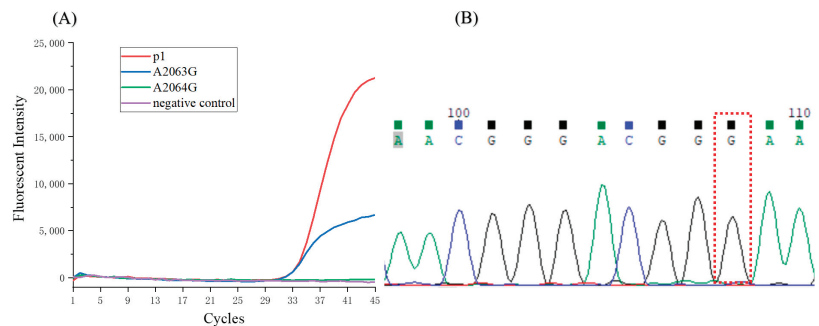 (A)
(B)
25,000
20,000
15,000
10,000
5,000
0
Fluorescent Intensity
p1
A2063G
A2064G
negative control
1 5 9 13 17 21 25 29 33 37 41 45
Cycles
100 110
A A C G G G A C G G G A A